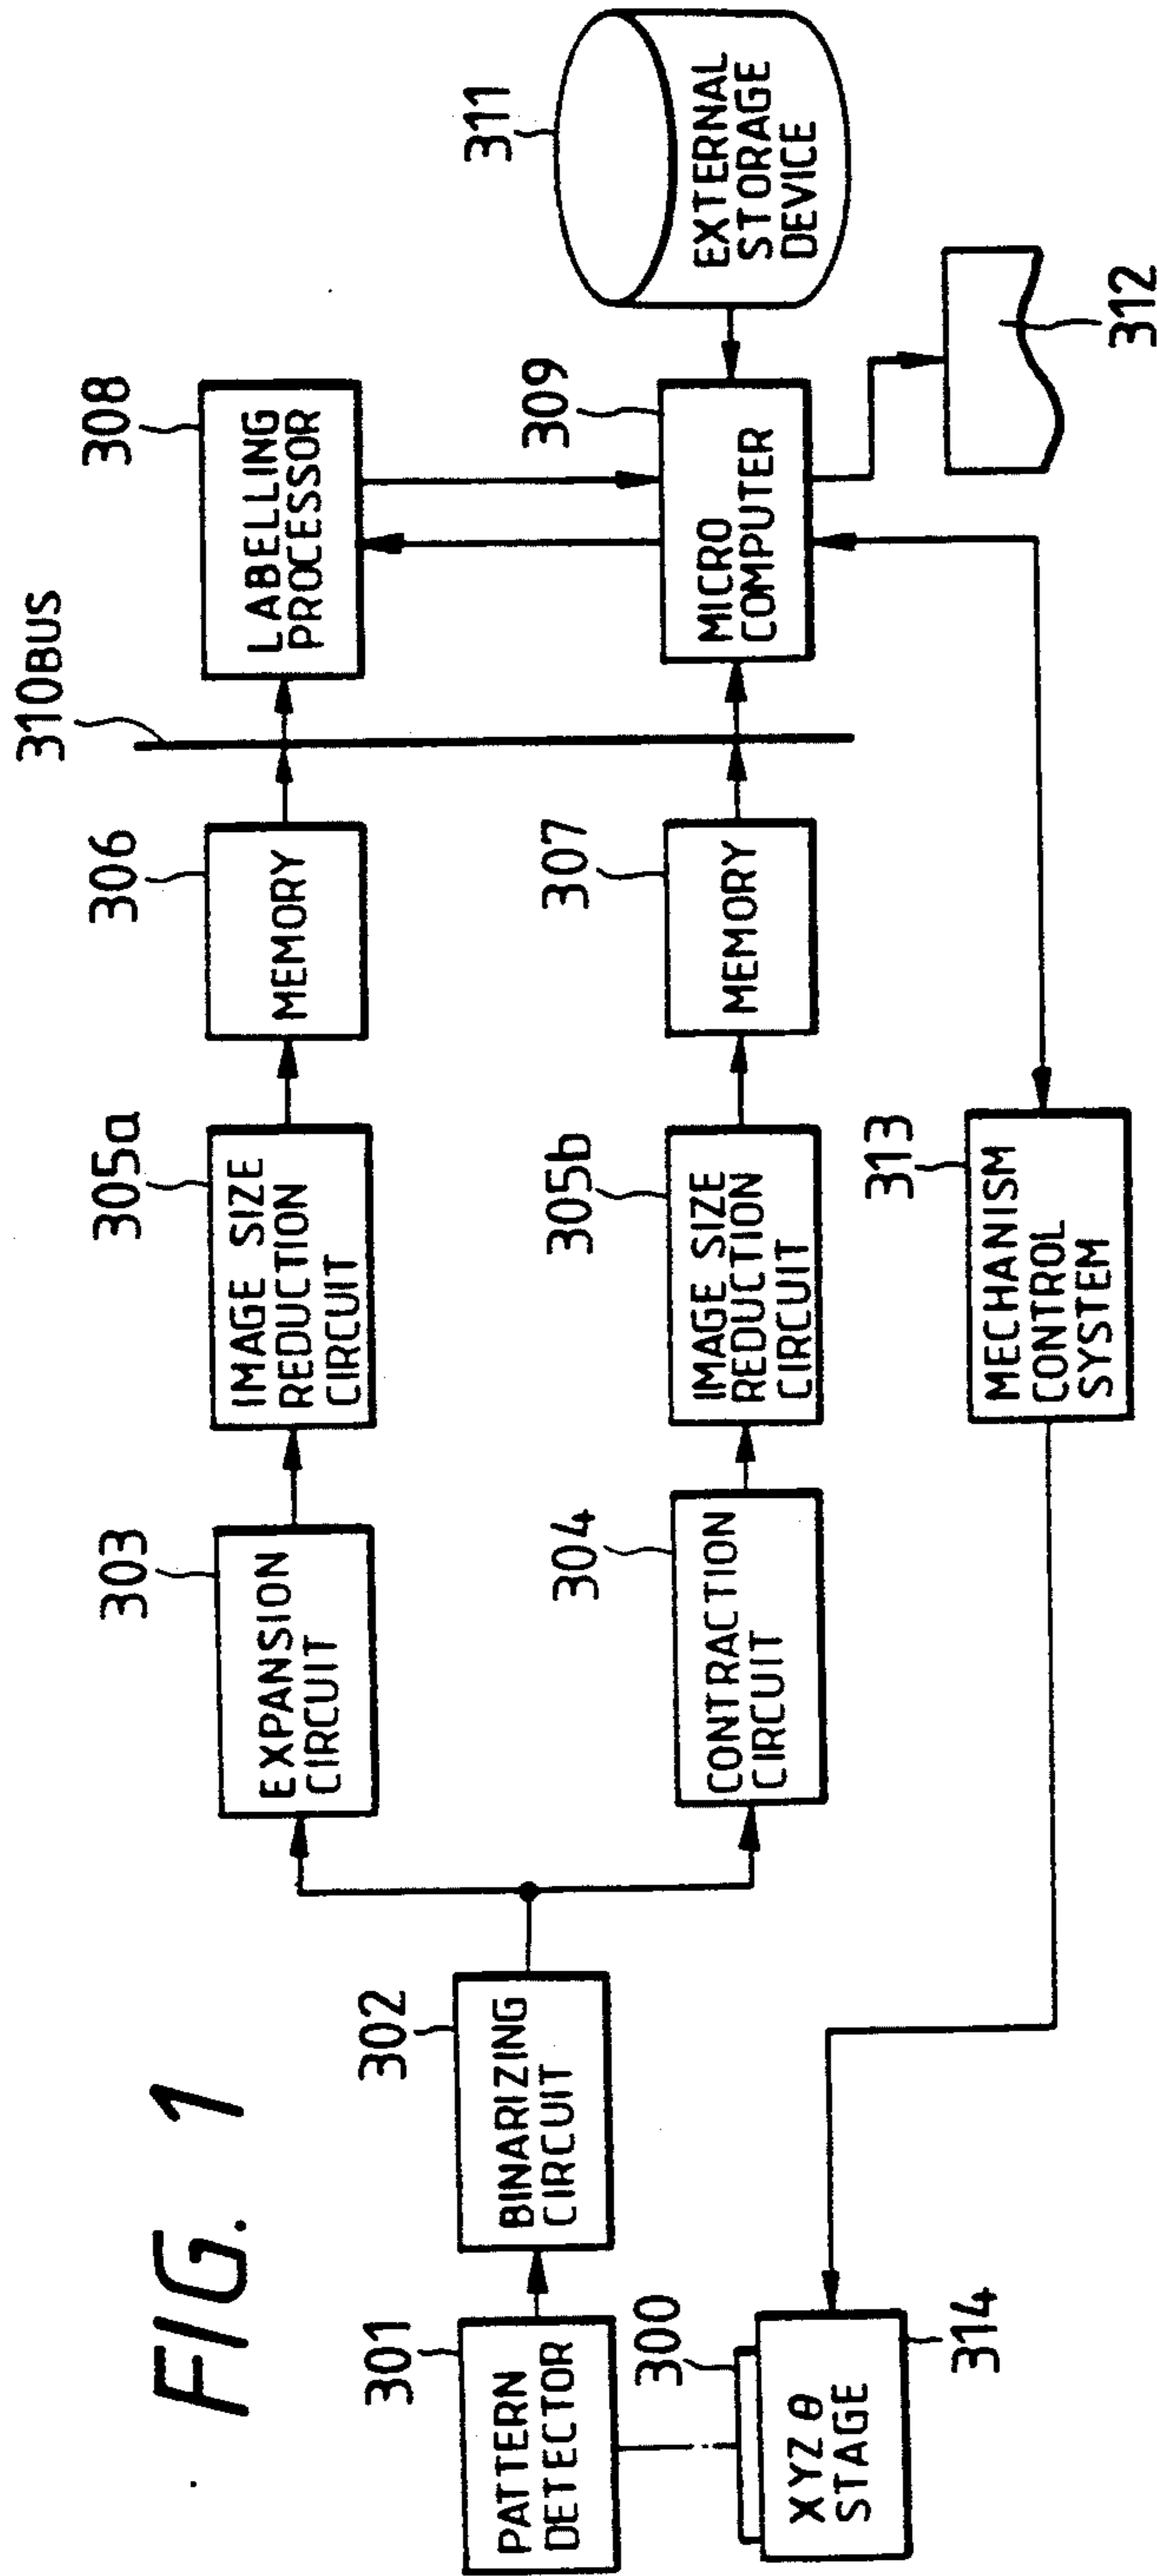 FIG. 1
301
PATTERN
DETECTOR
302
BINARIZING
CIRCUIT
303
EXPANSION
CIRCUIT
305a
IMAGE SIZE
REDUCTION
CIRCUIT
306
MEMORY
310BUS
308
LABELLING
PROCESSOR
304
CONTRACTION
CIRCUIT
305b
IMAGE SIZE
REDUCTION
CIRCUIT
307
MEMORY
309
MICRO
COMPUTER
311
EXTERNAL
STORAGE
DEVICE
312
300
XYZ θ
STAGE
314
313
MECHANISM
CONTROL
SYSTEM